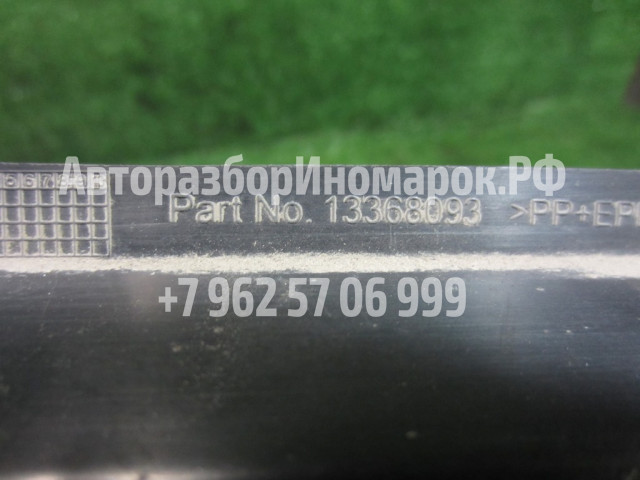 АвторазборИномарок.РФ
Part No. 13368093 >PP+EP
+7 962 57 06 999